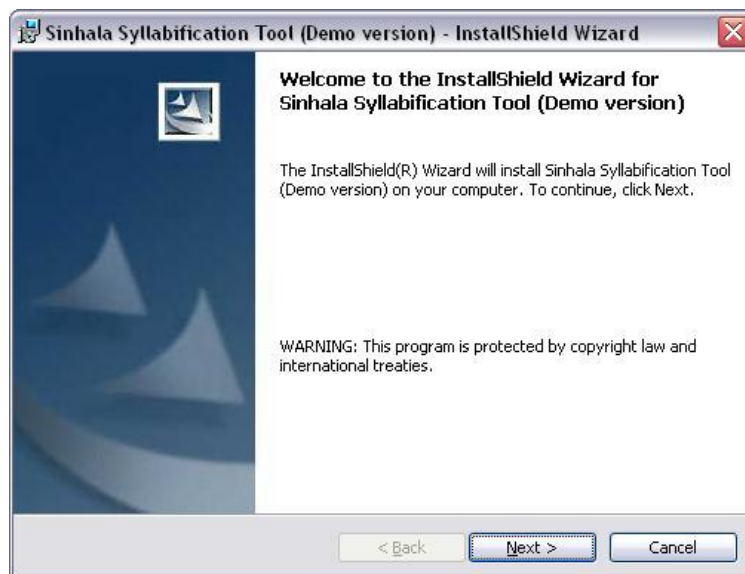 Sinhala Syllabification Tool (Demo version) - InstallShield Wizard
Welcome to the InstallShield Wizard for
Sinhala Syllabification Tool (Demo version)
The InstallShield(R) Wizard will install Sinhala Syllabification Tool
(Demo version) on your computer. To continue, click Next.
WARNING: This program is protected by copyright law and
international treaties.
< Back
Next >
Cancel